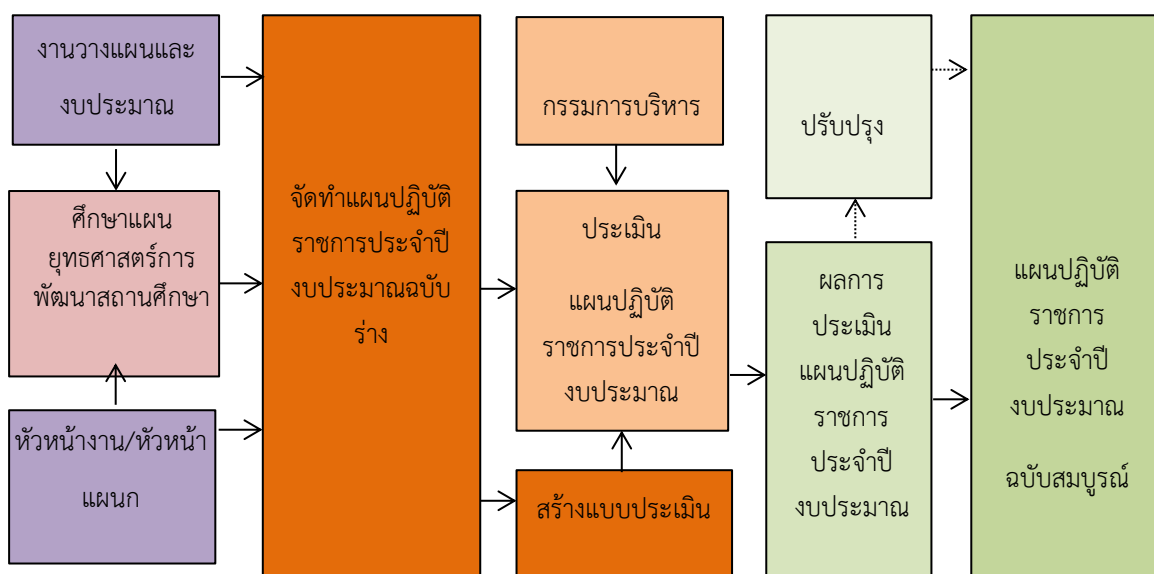 งานวางแผนและ
งบประมาณ
ศึกษาแผน
ยุทธศาสตร์การ
พัฒนาสถานศึกษา
หัวหน้างาน/หัวหน้า
แผนก
จัดทำแผนปฏิบัติ
ราชการประจำปี
งบประมาณฉบับ
ร่าง
กรรมการบริหาร
ประเมิน
แผนปฏิบัติ
ราชการประจำปี
งบประมาณ
สร้างแบบประเมิน
ปรับปรุง
ผลการ
ประเมิน
แผนปฏิบัติ
ราชการ
ประจำปี
งบประมาณ
แผนปฏิบัติ
ราชการ
ประจำปี
งบประมาณ
ฉบับสมบูรณ์